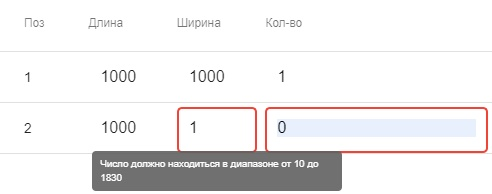 Поз Длина Ширина Кол-во
1 1000 1000 1
2 1000 1 0
Число должно находиться в диапазоне от 10 до
1830